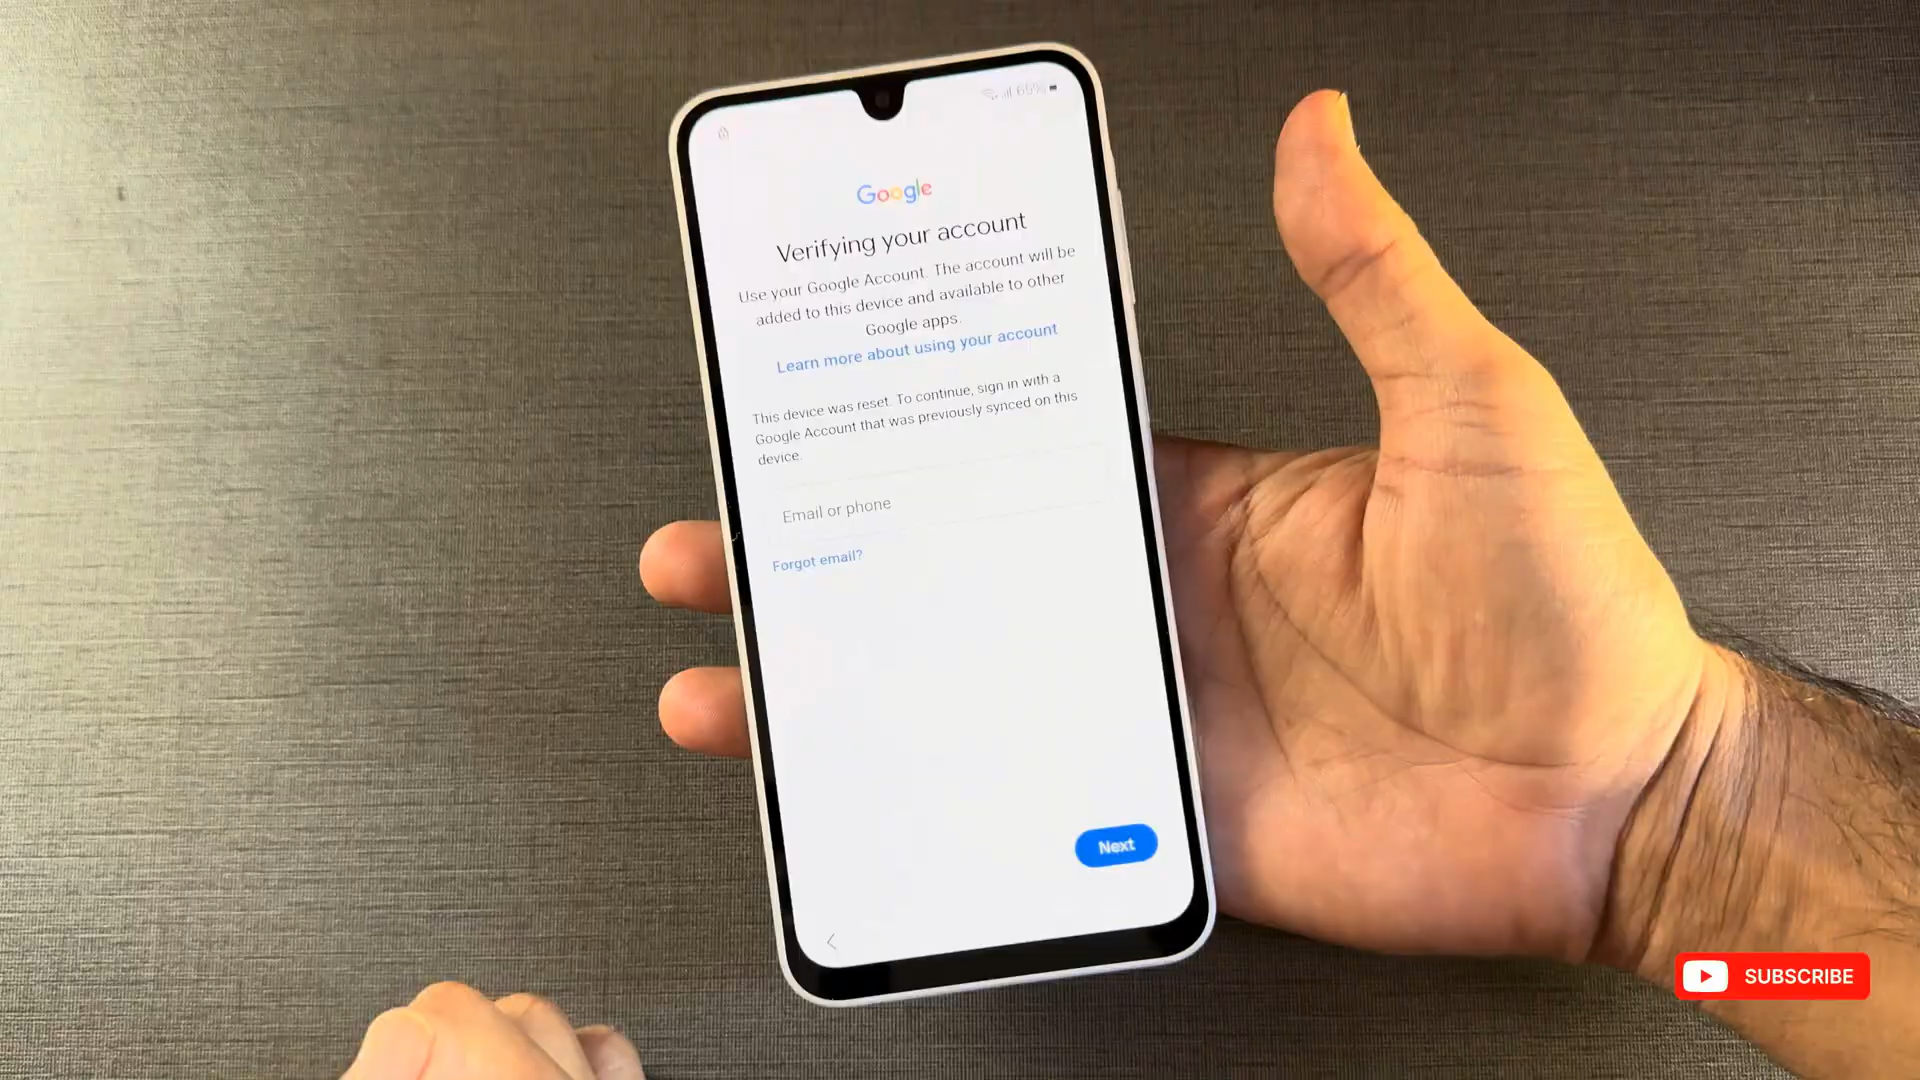 65%
Google
Verifying your account
Use your Google Account. The account will be
added to this device and available to other
Google apps.
Learn more about using your account
This device was reset. To continue, sign in with a
Google Account that was previously synced on this
device.
Email or phone
Forgot email?
Next
SUBSCRIBE